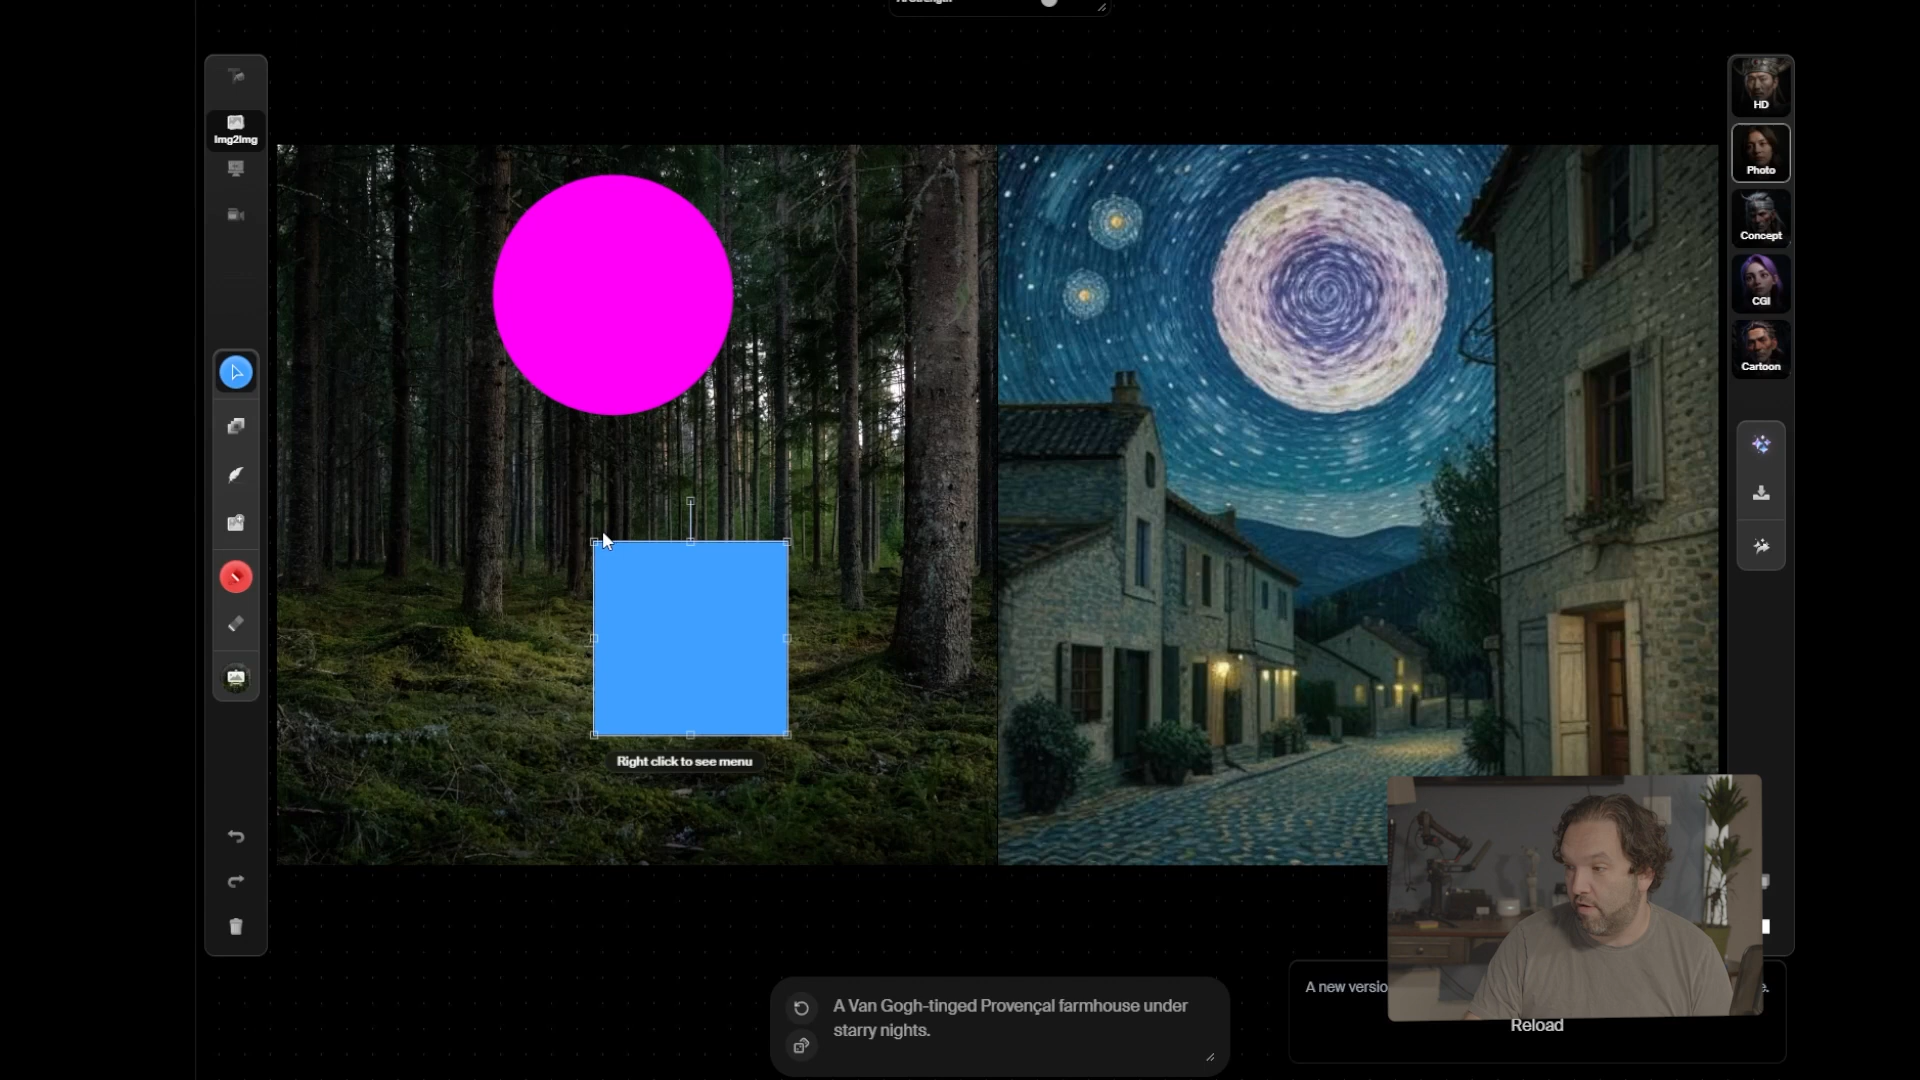 HD
Img2Img
Photo
Concept
CGI
Cartoon
Right click to see menu
A Van Gogh-tinged Provençal farmhouse under
starry nights.
A new versio
Reload